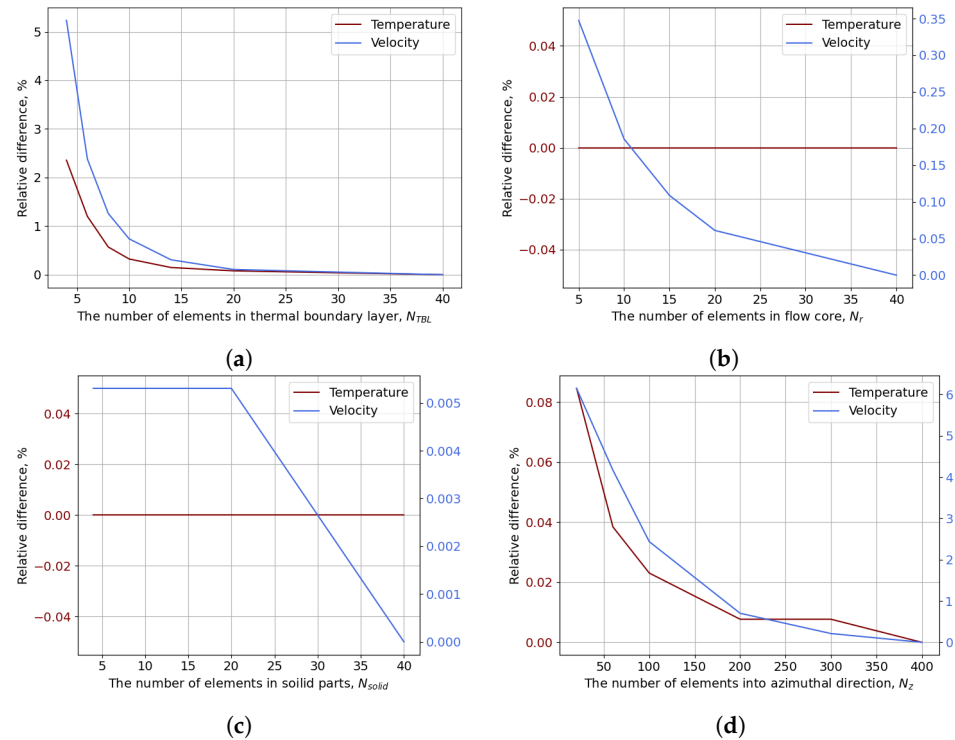 Temperature
Velocity
Relative difference, %
5
4
3
2
1
0
5 10 15 20 25 30 35 40
The number of elements in thermal boundary layer, N_TBL
(a)
Temperature
Velocity
Relative difference, %
0.04
0.02
0.00
−0.02
−0.04
0.35
0.30
0.25
0.20
0.15
0.10
0.05
0.00
5 10 15 20 25 30 35 40
The number of elements in flow core, N_r
(b)
Temperature
Velocity
Relative difference, %
0.04
0.02
0.00
−0.02
−0.04
0.005
0.004
0.003
0.002
0.001
0.000
5 10 15 20 25 30 35 40
The number of elements in soilid parts, N_solid
(c)
Temperature
Velocity
Relative difference, %
0.08
0.06
0.04
0.02
0.00
6
5
4
3
2
1
0
50 100 150 200 250 300 350 400
The number of elements into azimuthal direction, N_z
(d)